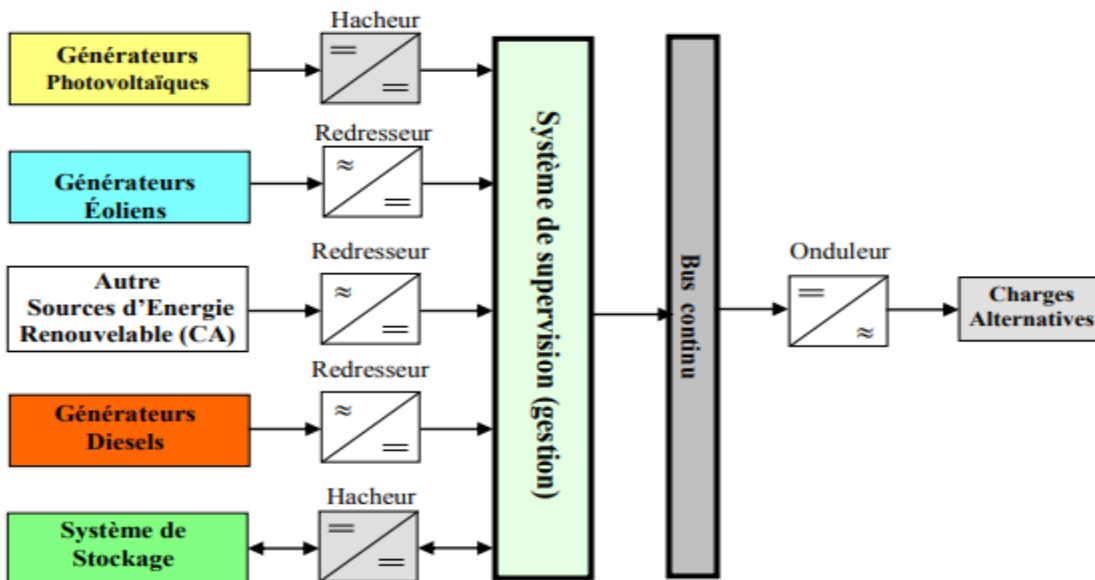 Hacheur
Générateurs
Photovoltaïques
Redresseur
Générateurs
Éoliens
Redresseur
Autre
Sources d'Energie
Renouvelable (CA)
Redresseur
Générateurs
Diesels
Hacheur
Système de
Stockage
Système de supervision (gestion)
Bus continu
Onduleur
Charges
Alternatives